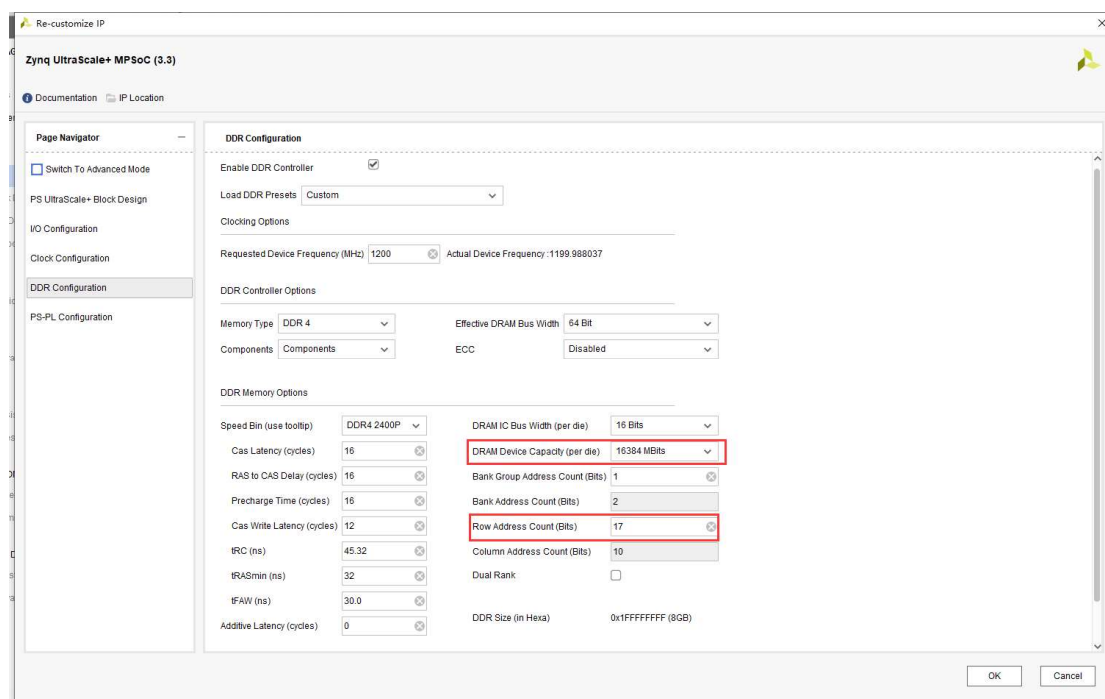 Re-customize IP
Zynq UltraScale+ MPSoC (3.3)
Documentation IP Location
Page Navigator
Switch To Advanced Mode
PS UltraScale+ Block Design
I/O Configuration
Clock Configuration
DDR Configuration
PS-PL Configuration
DDR Configuration
Enable DDR Controller
Load DDR Presets Custom
Clocking Options
Requested Device Frequency (MHz) 1200 Actual Device Frequency :1199.988037
DDR Controller Options
Memory Type DDR 4 Effective DRAM Bus Width 64 Bit
Components Components ECC Disabled
DDR Memory Options
Speed Bin (use tooltip) DDR4 2400P DRAM IC Bus Width (per die) 16 Bits
Cas Latency (cycles) 16 DRAM Device Capacity (per die) 16384 MBits
RAS to CAS Delay (cycles) 16 Bank Group Address Count (Bits) 1
Precharge Time (cycles) 16 Bank Address Count (Bits) 2
Cas Write Latency (cycles) 12 Row Address Count (Bits) 17
tRC (ns) 45.32 Column Address Count (Bits) 10
tRASmin (ns) 32 Dual Rank
tFAW (ns) 30.0
Additive Latency (cycles) 0 DDR Size (in Hexa) 0x1FFFFFFFF (8GB)
OK Cancel